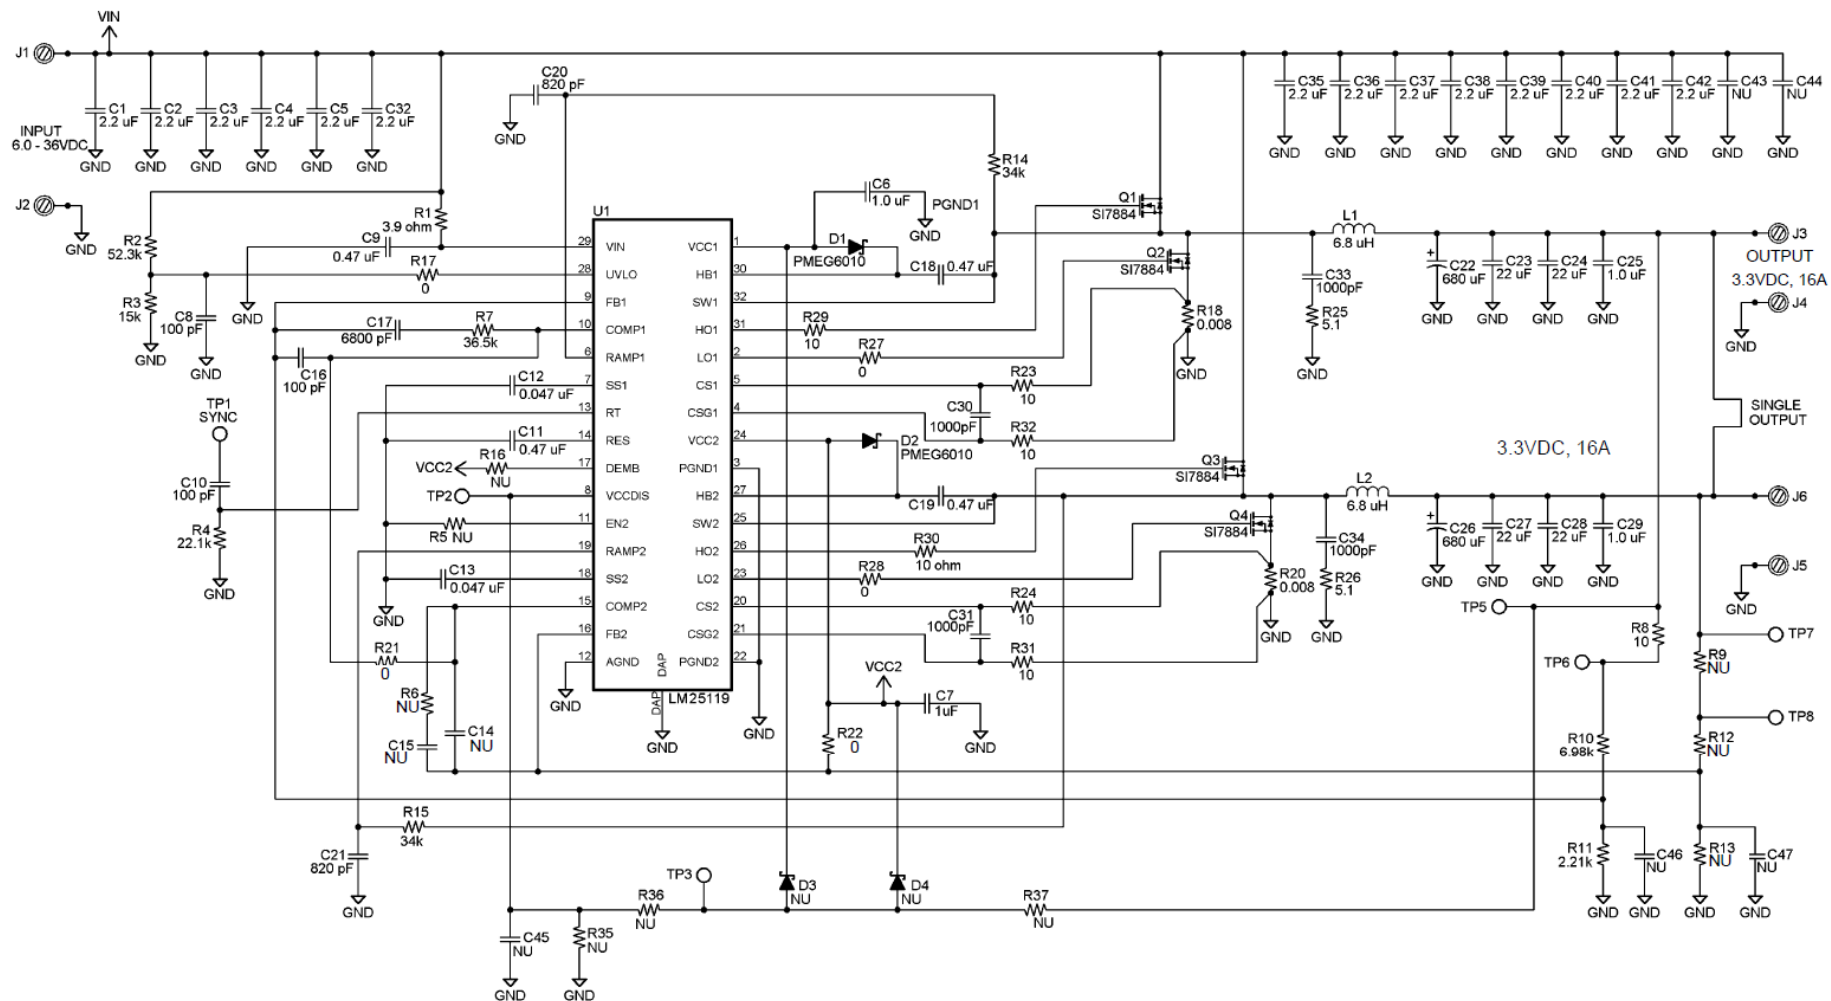 VIN
J1
C1
2.2 uF
C2
2.2 uF
C3
2.2 uF
C4
2.2 uF
C5
2.2 uF
C32
2.2 uF
INPUT
6.0 - 36VDC
GND
GND
GND
GND
GND
GND
C20
820 pF
GND
C35
2.2 uF
C36
2.2 uF
C37
2.2 uF
C38
2.2 uF
C39
2.2 uF
C40
2.2 uF
C41
2.2 uF
C42
2.2 uF
C43
NU
C44
NU
GND
GND
GND
GND
GND
GND
GND
GND
GND
GND
R14
34k
J2
GND
R1
3.9 ohm
R2
52.3k
C9
0.47 uF
R17
0
R3
15k
C8
100 pF
GND
GND
GND
C17
6800 pF
R7
36.5k
C16
100 pF
TP1
SYNC
C10
100 pF
R4
22.1k
GND
C12
0.047 uF
C11
0.47 uF
R16
NU
VCC2
TP2
R5 NU
C13
0.047 uF
GND
R21
0
R6
NU
C15
NU
C14
NU
R15
34k
C21
820 pF
GND
U1
29 VIN VCC1 1
28 UVLO HB1 30
9 FB1 SW1 32
10 COMP1 HO1 31
6 RAMP1 LO1 2
7 SS1 CS1 5
13 RT CSG1 4
14 RES VCC2 24
17 DEMB PGND1 3
8 VCCDIS HB2 27
11 EN2 SW2 25
19 RAMP2 HO2 26
18 SS2 LO2 23
15 COMP2 CS2 20
16 FB2 CSG2 21
12 AGND DAP PGND2 22
DAP
LM25119
GND
GND
GND
C6
1.0 uF
PGND1
GND
D1
PMEG6010
C18
0.47 uF
R29
10
R27
0
R23
10
C30
1000pF
R32
10
D2
PMEG6010
C19
0.47 uF
R30
10 ohm
R28
0
R24
10
C31
1000pF
R31
10
VCC2
C7
1uF
GND
R22
0
Q1
SI7884
Q2
SI7884
R18
0.008
GND
Q3
SI7884
Q4
SI7884
R20
0.008
GND
L1
6.8 uH
C33
1000pF
R25
5.1
GND
C22
680 uF
+
C23
22 uF
C24
22 uF
C25
1.0 uF
GND
GND
GND
GND
J3
OUTPUT
3.3VDC, 16A
J4
GND
SINGLE
OUTPUT
3.3VDC, 16A
L2
6.8 uH
C34
1000pF
R26
5.1
GND
+
C26
680 uF
C27
22 uF
C28
22 uF
C29
1.0 uF
GND
GND
GND
GND
J6
J5
GND
TP5
R8
10
TP6
R9
NU
TP7
TP8
R10
6.98k
R12
NU
R11
2.21k
C46
NU
R13
NU
C47
NU
GND
GND
GND
GND
TP3
D3
NU
D4
NU
R36
NU
R37
NU
C45
NU
R35
NU
GND
GND